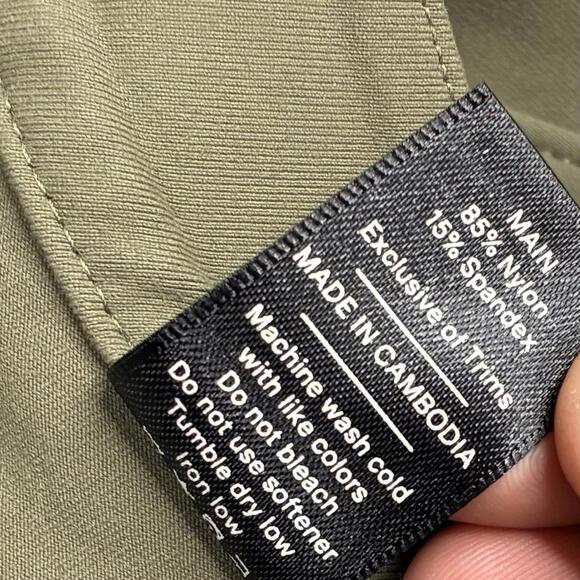 MAIN
85% Nylon
15% Spandex
Exclusive of Trims
MADE IN CAMBODIA
Machine wash cold
with like colors
Do not bleach
Do not use softener
Tumble dry low
Iron low